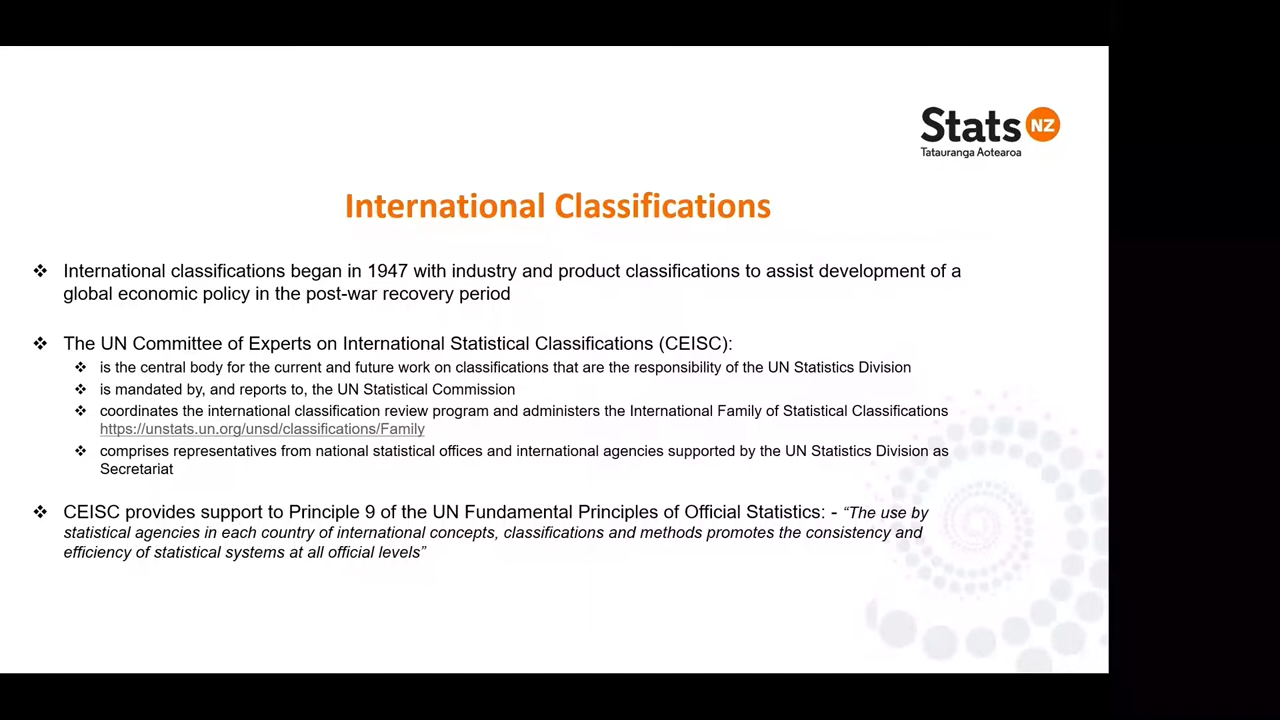 Stats NZ
Tatauranga Aotearoa
International Classifications
❖ International classifications began in 1947 with industry and product classifications to assist development of a
global economic policy in the post-war recovery period
❖ The UN Committee of Experts on International Statistical Classifications (CEISC):
❖ is the central body for the current and future work on classifications that are the responsibility of the UN Statistics Division
❖ is mandated by, and reports to, the UN Statistical Commission
❖ coordinates the international classification review program and administers the International Family of Statistical Classifications
https://unstats.un.org/unsd/classifications/Family
❖ comprises representatives from national statistical offices and international agencies supported by the UN Statistics Division as
Secretariat
❖ CEISC provides support to Principle 9 of the UN Fundamental Principles of Official Statistics: - “The use by
statistical agencies in each country of international concepts, classifications and methods promotes the consistency and
efficiency of statistical systems at all official levels”